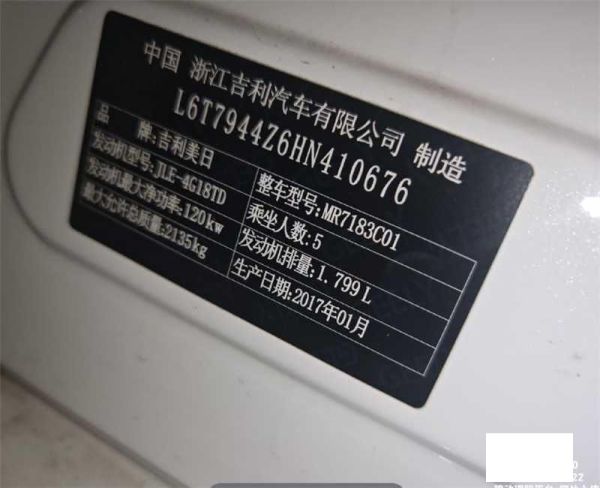 中国 浙江吉利汽车有限公司 制造
L6T7944Z6HN410676
品 牌:吉利美日
整车型号:MR7183C01
发动机型号:JLE-4G18TD
乘坐人数:5
发动机最大净功率:120kw
发动机排量:1.799L
最大允许总质量:2135kg
生产日期:2017年01月